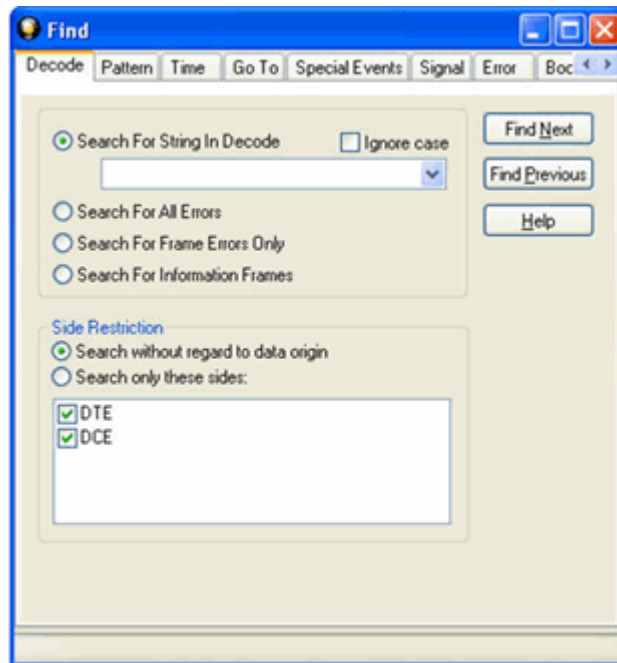 Find
Decode Pattern Time Go To Special Events Signal Error
Search For String In Decode Ignore case
Find Next
Find Previous
Search For All Errors
Help
Search For Frame Errors Only
Search For Information Frames
Side Restriction
Search without regard to data origin
Search only these sides:
DTE
DCE